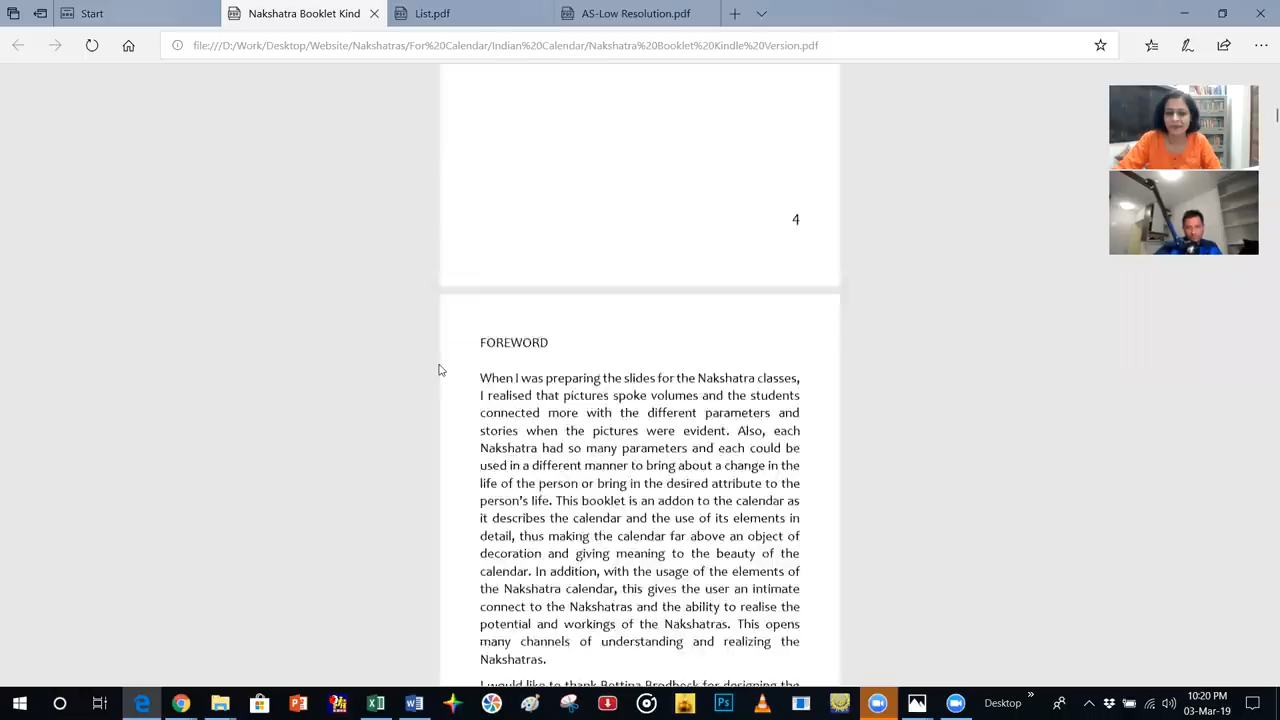 Start
Nakshatra Booklet Kind
List.pdf
AS-Low Resolution.pdf
file:///D:/Work/Desktop/Website/Nakshatras/For%20Calendar/Indian%20Calendar/Nakshatra%20Booklet%20Kindle%20Version.pdf
4
FOREWORD
When I was preparing the slides for the Nakshatra classes,
I realised that pictures spoke volumes and the students
connected more with the different parameters and
stories when the pictures were evident. Also, each
Nakshatra had so many parameters and each could be
used in a different manner to bring about a change in the
life of the person or bring in the desired attribute to the
person's life. This booklet is an addon to the calendar as
it describes the calendar and the use of its elements in
detail, thus making the calendar far above an object of
decoration and giving meaning to the beauty of the
calendar. In addition, with the usage of the elements of
the Nakshatra calendar, this gives the user an intimate
connect to the Nakshatras and the ability to realise the
potential and workings of the Nakshatras. This opens
many channels of understanding and realizing the
Nakshatras.
I would like to thank Bettina Brodbeck for designing the
Desktop
10:20 PM
03-Mar-19